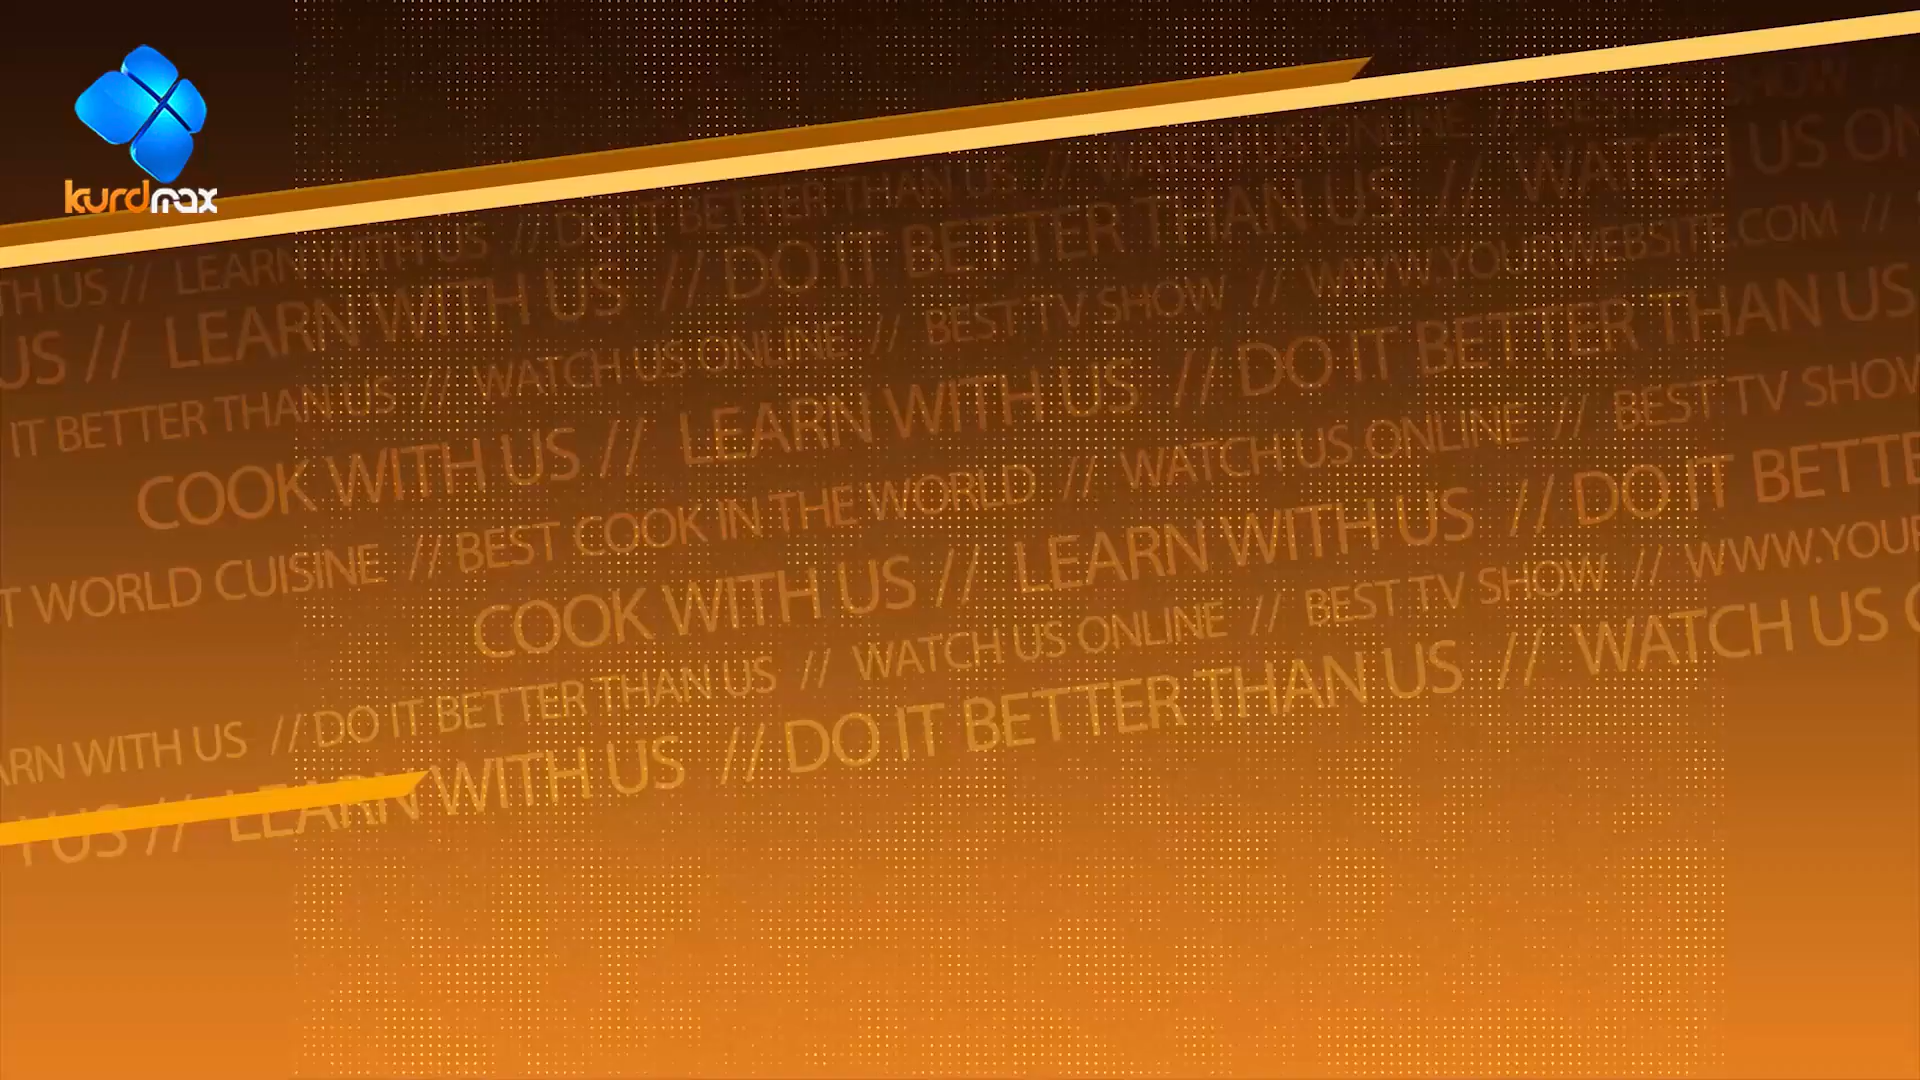 kurdmax
SHOW //
TH US // LEARN WITH US // DO IT BETTER THAN US // WATCH US ONLINE // BE
US // LEARN WITH US // DO IT BETTER THAN US // WATCH US ON
IT BETTER THAN US // WATCH US ONLINE // BEST TV SHOW // WWW.YOURWEBSITE.COM //
COOK WITH US // LEARN WITH US // DO IT BETTER THAN US
T WORLD CUISINE // BEST COOK IN THE WORLD // WATCH US ONLINE // BEST TV SHOW
COOK WITH US // LEARN WITH US // DO IT BETTE
ARN WITH US // DO IT BETTER THAN US // WATCH US ONLINE // BEST TV SHOW // WWW.YOUR
US // LEARN WITH US // DO IT BETTER THAN US // WATCH US O